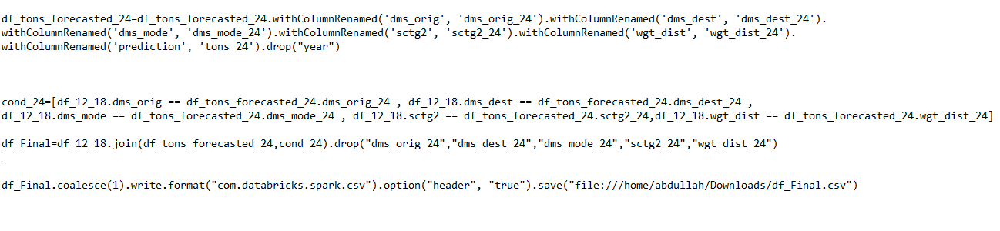 df_tons_forecasted_24=df_tons_forecasted_24.withColumnRenamed('dms_orig', 'dms_orig_24').withColumnRenamed('dms_dest', 'dms_dest_24').
withColumnRenamed('dms_mode', 'dms_mode_24').withColumnRenamed('sctg2', 'sctg2_24').withColumnRenamed('wgt_dist', 'wgt_dist_24').
withColumnRenamed('prediction', 'tons_24').drop("year")
cond_24=[df_12_18.dms_orig == df_tons_forecasted_24.dms_orig_24 , df_12_18.dms_dest == df_tons_forecasted_24.dms_dest_24 ,
df_12_18.dms_mode == df_tons_forecasted_24.dms_mode_24 , df_12_18.sctg2 == df_tons_forecasted_24.sctg2_24,df_12_18.wgt_dist == df_tons_forecasted_24.wgt_dist_24]
df_Final=df_12_18.join(df_tons_forecasted_24,cond_24).drop("dms_orig_24","dms_dest_24","dms_mode_24","sctg2_24","wgt_dist_24")
df_Final.coalesce(1).write.format("com.databricks.spark.csv").option("header", "true").save("file:///home/abdullah/Downloads/df_Final.csv")